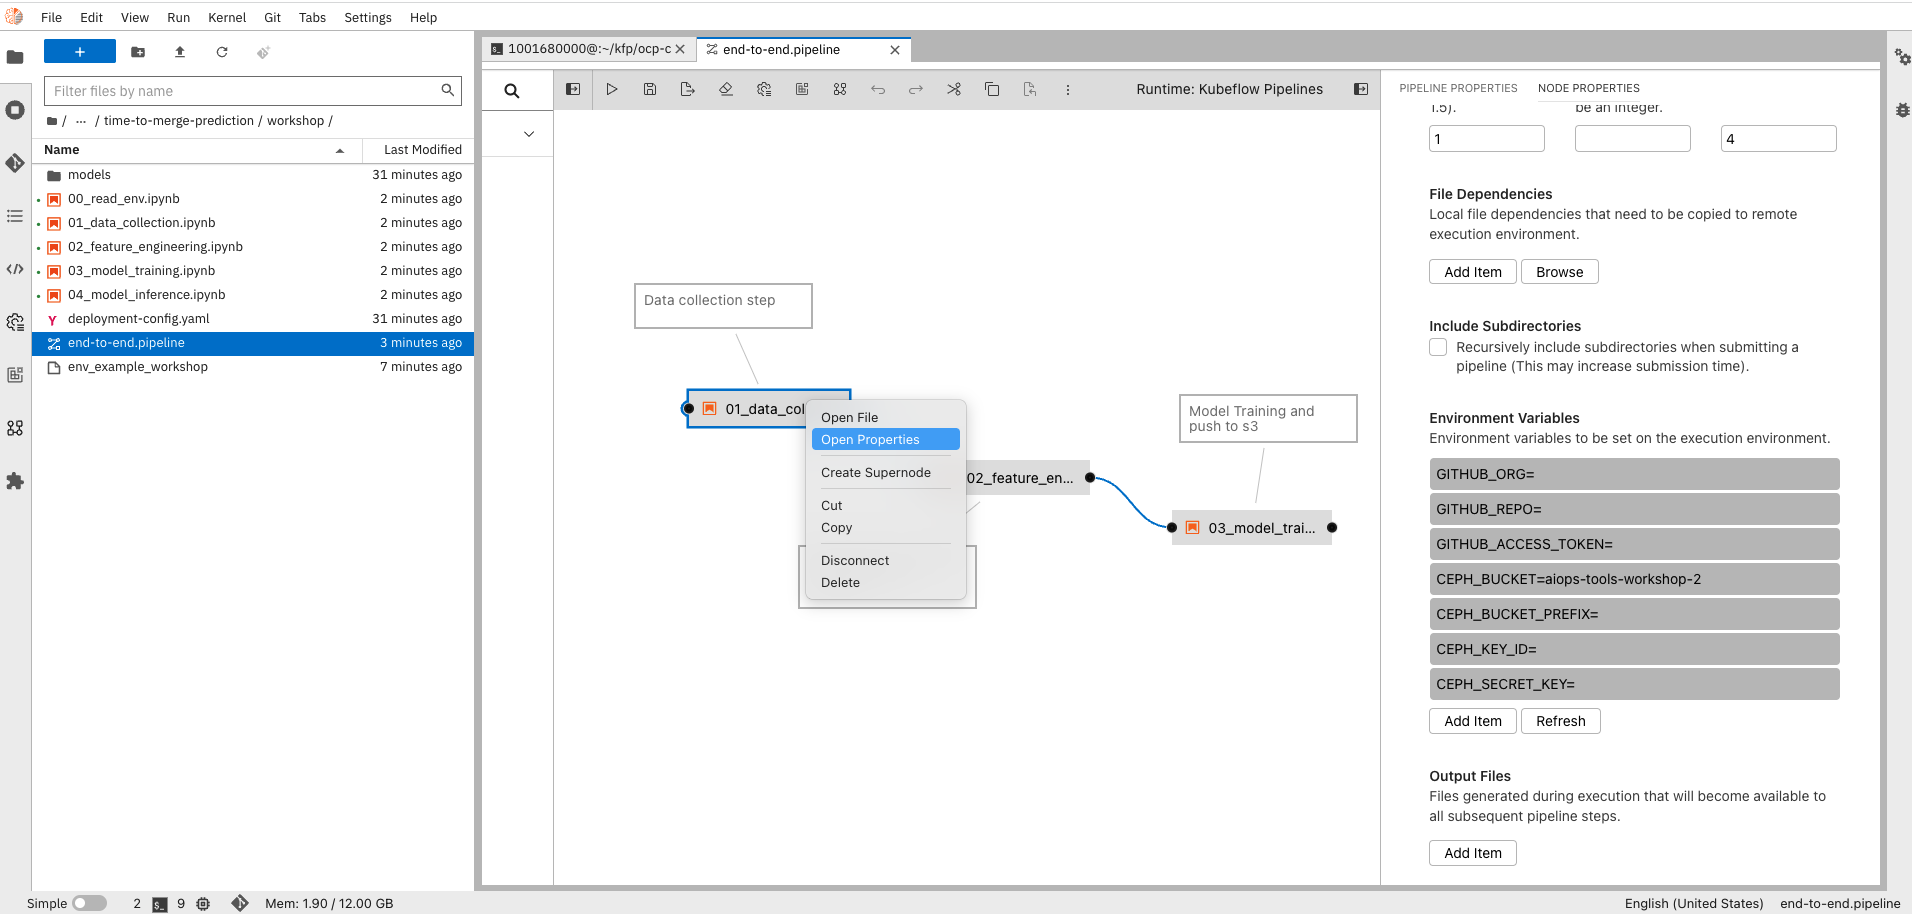 File Edit View Run Kernel Git Tabs Settings Help
1001680000@:~/kfp/ocp-c
end-to-end.pipeline
Filter files by name
/ ··· / time-to-merge-prediction / workshop /
Name Last Modified
models 31 minutes ago
00_read_env.ipynb 2 minutes ago
01_data_collection.ipynb 2 minutes ago
02_feature_engineering.ipynb 2 minutes ago
03_model_training.ipynb 2 minutes ago
04_model_inference.ipynb 2 minutes ago
deployment-config.yaml 31 minutes ago
end-to-end.pipeline 3 minutes ago
env_example_workshop 7 minutes ago
Runtime: Kubeflow Pipelines
Data collection step
01_data_col
Open File
Open Properties
Create Supernode
Cut
Copy
Disconnect
Delete
02_feature_en...
Model Training and
push to s3
03_model_trai...
PIPELINE PROPERTIES NODE PROPERTIES
1.5). be an integer.
1 4
File Dependencies
Local file dependencies that need to be copied to remote
execution environment.
Add Item Browse
Include Subdirectories
Recursively include subdirectories when submitting a
pipeline (This may increase submission time).
Environment Variables
Environment variables to be set on the execution environment.
GITHUB_ORG=
GITHUB_REPO=
GITHUB_ACCESS_TOKEN=
CEPH_BUCKET=aiops-tools-workshop-2
CEPH_BUCKET_PREFIX=
CEPH_KEY_ID=
CEPH_SECRET_KEY=
Add Item Refresh
Output Files
Files generated during execution that will become available to
all subsequent pipeline steps.
Add Item
Simple 2 9 Mem: 1.90 / 12.00 GB English (United States) end-to-end.pipeline